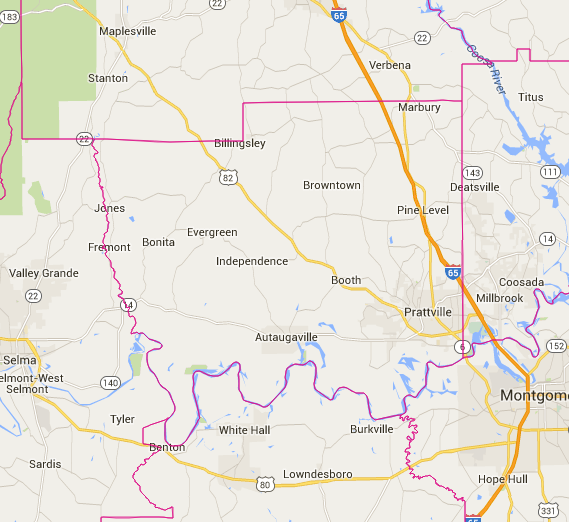 183
65
22
Maplesville
22
Verbena
Coosa River
Stanton
Titus
Marbury
22
Billingsley
143
111
82
Browntown
Deatsville
Jones
Pine Level
Evergreen
14
Fremont
Bonita
Independence
Valley Grande
65
Booth
Coosada
22
Millbrook
14
Prattville
Autaugaville
6
152
Selma
elmont-West
Selmont
140
Montgome
Tyler
White Hall
Burkville
Benton
Sardis
Lowndesboro
80
Hope Hull
331
65